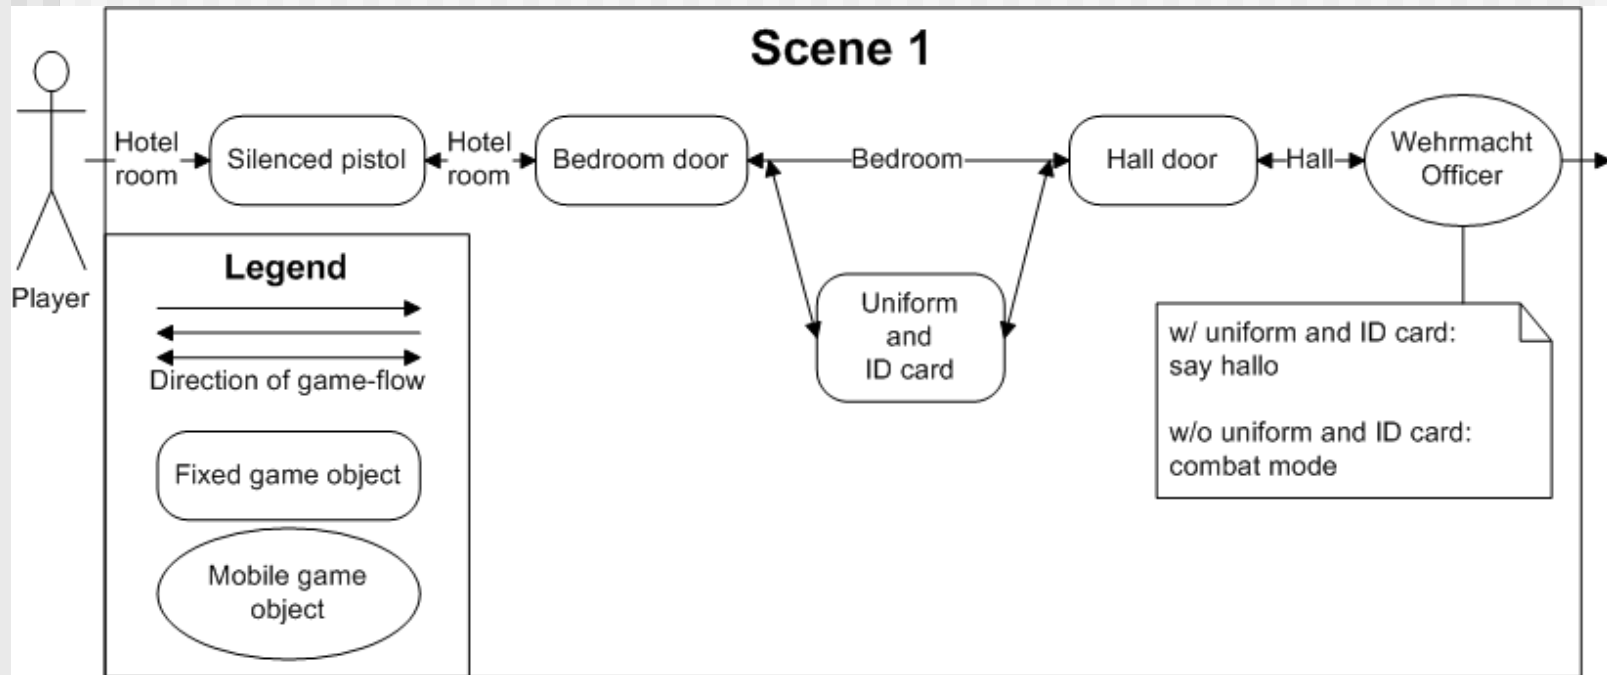 Scene 1
Player
Hotel
room
Silenced pistol
Hotel
room
Bedroom door
Bedroom
Hall door
Hall
Wehrmacht
Officer
Uniform
and
ID card
w/ uniform and ID card:
say hallo
w/o uniform and ID card:
combat mode
Legend
Direction of game-flow
Fixed game object
Mobile game
object